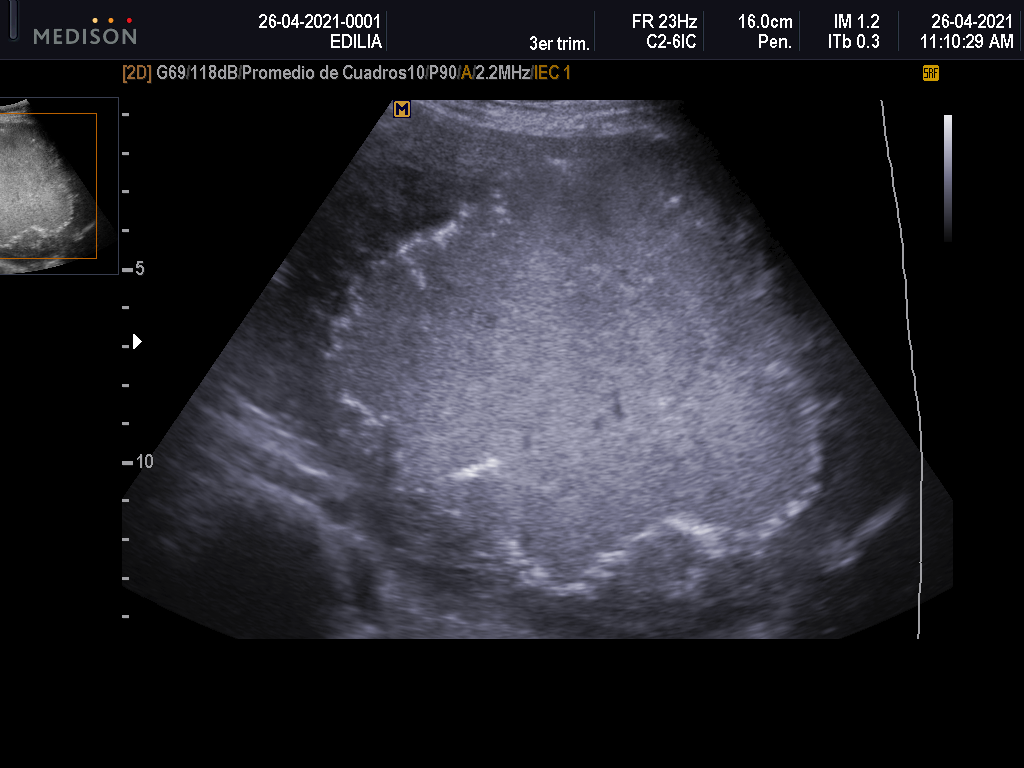 MEDISON
26-04-2021-0001
EDILIA
3er trim.
FR 23Hz
C2-6IC
16.0cm
Pen.
IM 1.2
ITb 0.3
26-04-2021
11:10:29 AM
[2D] G69/118dB/Promedio de Cuadros10/P90/A/2.2MHz/IEC 1
SRF
M
5
10